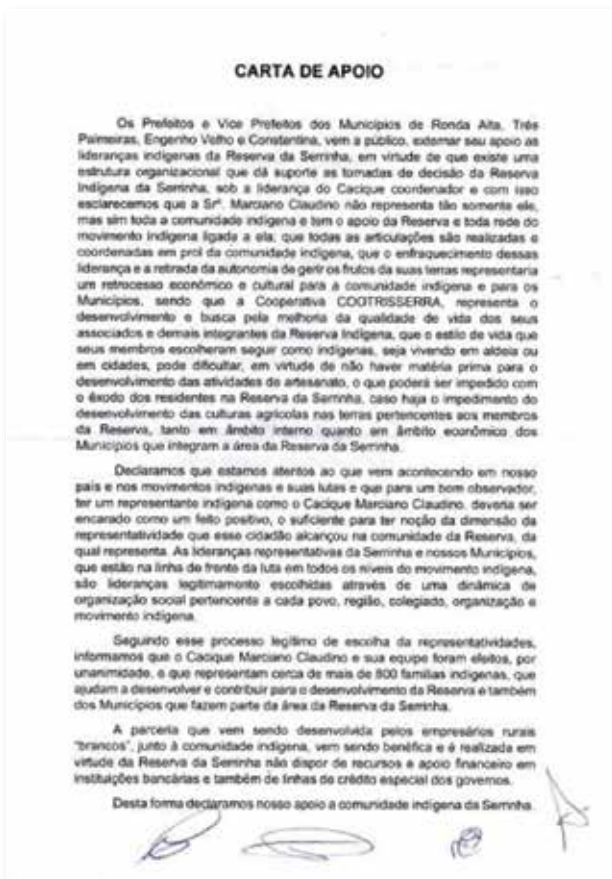 CARTA DE APOIO
Os Prefeitos e Vice Prefeitos dos Municípios de Ronda Alta, Três
Palmeiras, Engenho Velho e Constantina, vem a público, externar seu apoio as
lideranças indígenas da Reserva da Serrinha, em virtude de que existe uma
estrutura organizacional que dá suporte as tomadas de decisão da Reserva
Indígena da Serrinha, sob a liderança do Cacique coordenador e com isso
esclarecemos que a Srº. Marciano Claudino não representa tão somente ele,
mas sim toda a comunidade indígena e tem o apoio da Reserva e toda rede do
movimento indígena ligada a ela, que todas as articulações são realizadas e
coordenadas em prol da comunidade indígena, que o enfraquecimento dessas
liderança e a retirada da autonomia de gerir os frutos da suas terras representaria
um retrocesso econômico e cultural para a comunidade indígena e para os
Municípios, sendo que a Cooperativa COOTRISSERRA, representa o
desenvolvimento e busca pela melhoria da qualidade de vida dos seus
associados e demais integrantes da Reserva Indígena, que o estilo de vida que
seus membros escolheram seguir como indígenas, seja vivendo em aldeia ou
em cidades, pode dificultar, em virtude de não haver matéria prima para o
desenvolvimento das atividades de artesanato, o que poderá ser impedido com
o êxodo dos residentes na Reserva da Serrinha, caso haja o impedimento do
desenvolvimento das culturas agrícolas nas terras pertencentes aos membros
da Reserva, tanto em âmbito interno quanto em âmbito econômico dos
Municípios que integram a área da Reserva da Serrinha.
Declaramos que estamos atentos ao que vem acontecendo em nosso
país e nos movimentos indígenas e suas lutas e que para um bom observador,
ter um representante indígena como o Cacique Marciano Claudino, deveria ser
encarado como um feito positivo, o suficiente para ter noção da dimensão da
representatividade que esse cidadão alcançou na comunidade da Reserva, da
qual representa. As lideranças representativas da Serrinha e nossos Municípios,
que estão na linha de frente da luta em todos os níveis do movimento indígena,
são lideranças legitimamente escolhidas através de uma dinâmica de
organização social pertencente a cada povo, região, colegiado, organização e
movimento indígena.
Seguindo esse processo legítimo de escolha da representatividades,
informamos que o Cacique Marciano Claudino e sua equipe foram eleitos, por
unanimidade, e que representam cerca de mais de 800 famílias indígenas, que
ajudam a desenvolver e contribuir para o desenvolvimento da Reserva e também
dos Municípios que fazem parte da área da Reserva da Serrinha.
A parceria que vem sendo desenvolvida pelos empresários rurais
"brancos", junto à comunidade indígena, vem sendo benéfica e é realizada em
virtude da Reserva da Serrinha não dispor de recursos e apoio financeiro em
instituições bancárias e também de linhas de crédito especial dos governos.
Desta forma declaramos nosso apoio a comunidade indígena da Serrinha.